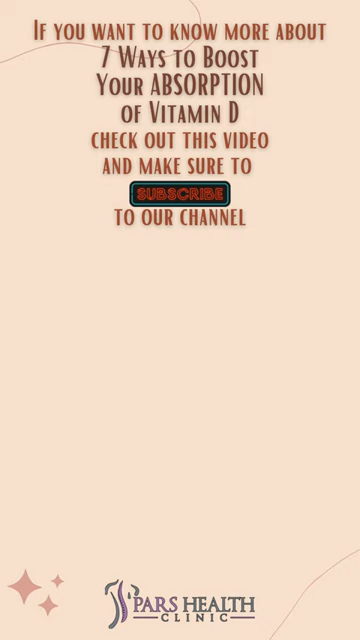 If you want to know more about
7 Ways to Boost
Your ABSORPTION
of Vitamin D
check out this video
and make sure to
SUBSCRIBE
to our channel
PARS HEALTH
CLINIC